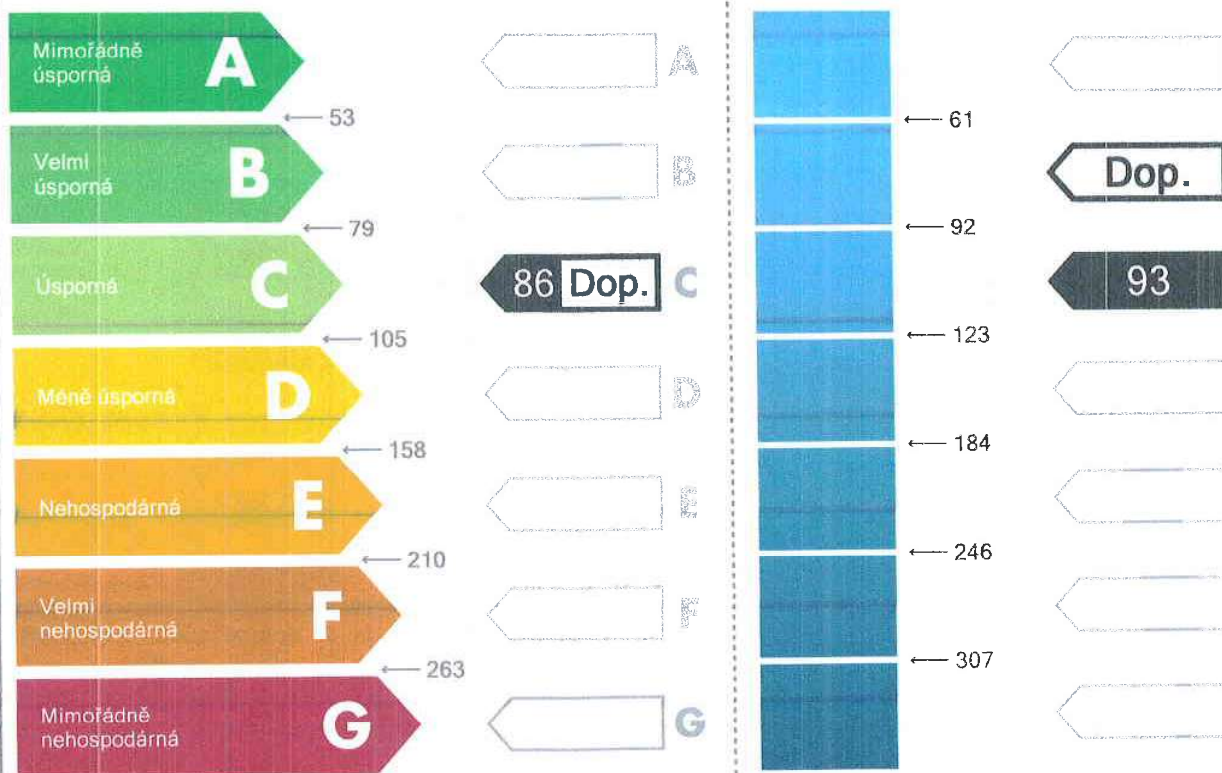 Mimořádně
úsporná
A
A
← 53
← 61
Velmi
úsporná
B
B
Dop.
← 79
← 92
Úsporná
C
86 Dop.
C
93
← 105
← 123
Méně úsporná
D
D
← 158
← 184
Nehospodárná
E
E
← 210
← 246
Velmi
nehospodárná
F
F
← 263
← 307
Mimořádně
nehospodárná
G
G